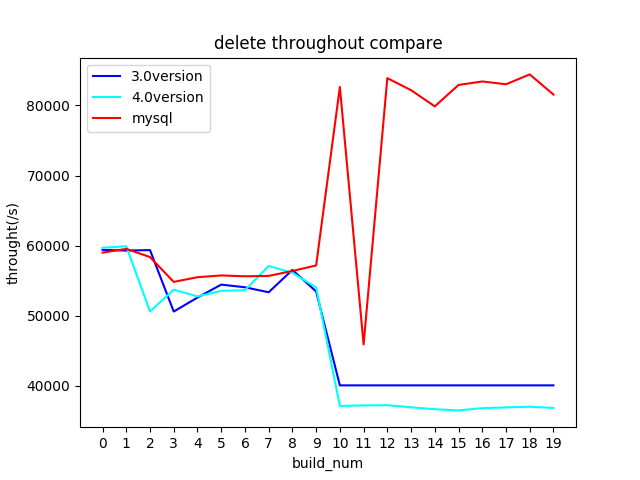 delete throughout compare
3.0version
4.0version
mysql
throught(/s)
80000
70000
60000
50000
40000
0 1 2 3 4 5 6 7 8 9 10 11 12 13 14 15 16 17 18 19
build_num